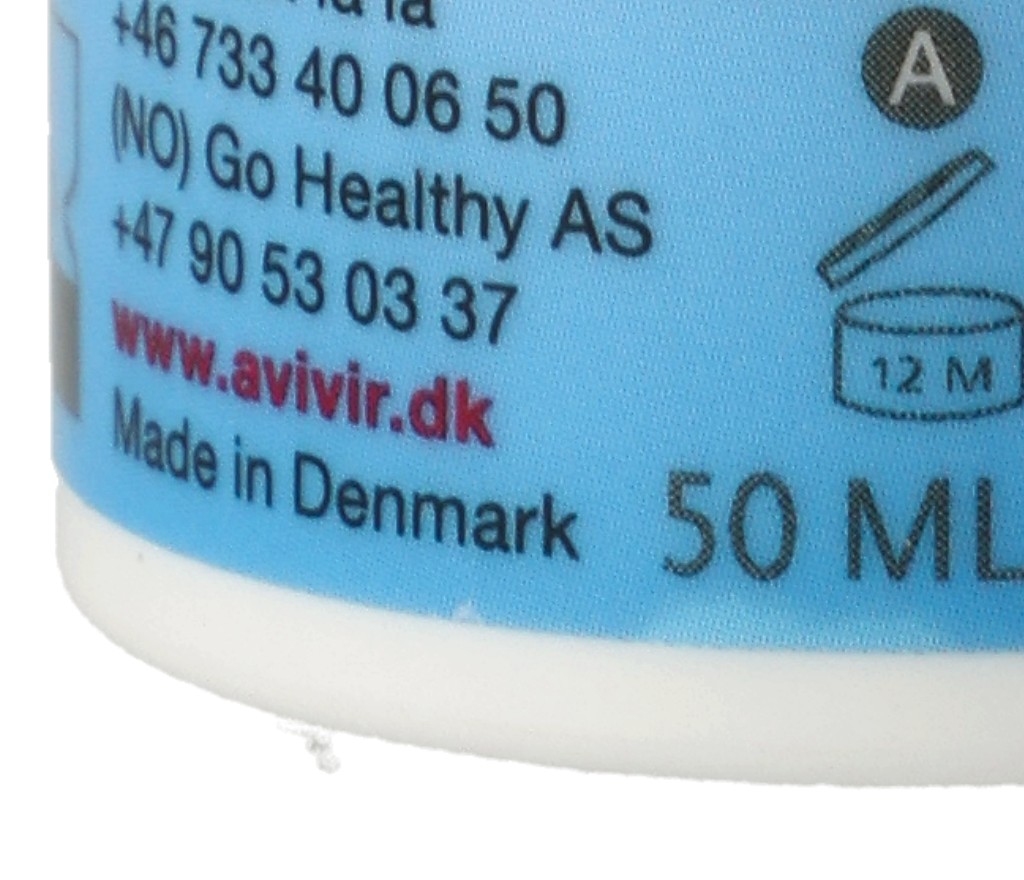 +46 733 40 06 50
(NO) Go Healthy AS
+47 90 53 03 37
www.avivir.dk
Made in Denmark
A
12 M
50 ML